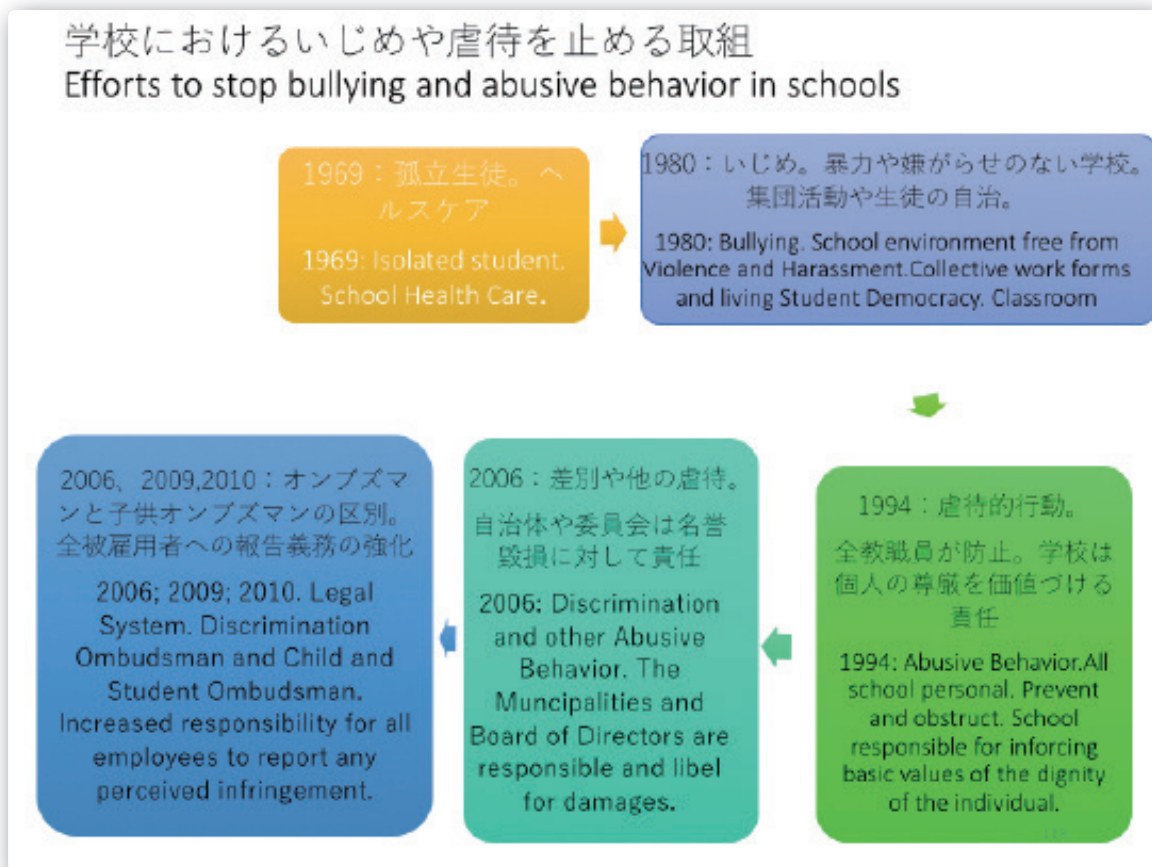 学校におけるいじめや虐待を止める取組
Efforts to stop bullying and abusive behavior in schools
1969：孤立生徒。ヘ
ルスケア
1969: Isolated student.
School Health Care.
1980：いじめ。暴力や嫌がらせのない学校。
集団活動や生徒の自治。
1980: Bullying. School environment free from
Violence and Harassment.Collective work forms
and living Student Democracy. Classroom
1994：虐待的行動。
全教職員が防止。学校は
個人の尊厳を価値づける
責任
1994: Abusive Behavior.All
school personal. Prevent
and obstruct. School
responsible for inforcing
basic values of the dignity
of the individual.
2006：差別や他の虐待。
自治体や委員会は名誉
毀損に対して責任
2006: Discrimination
and other Abusive
Behavior. The
Muncipalities and
Board of Directors are
responsible and libel
for damages.
2006、2009,2010：オンブズマ
ンと子供オンブズマンの区別。
全被雇用者への報告義務の強化
2006; 2009; 2010. Legal
System. Discrimination
Ombudsman and Child and
Student Ombudsman.
Increased responsibility for all
employees to report any
perceived infringement.